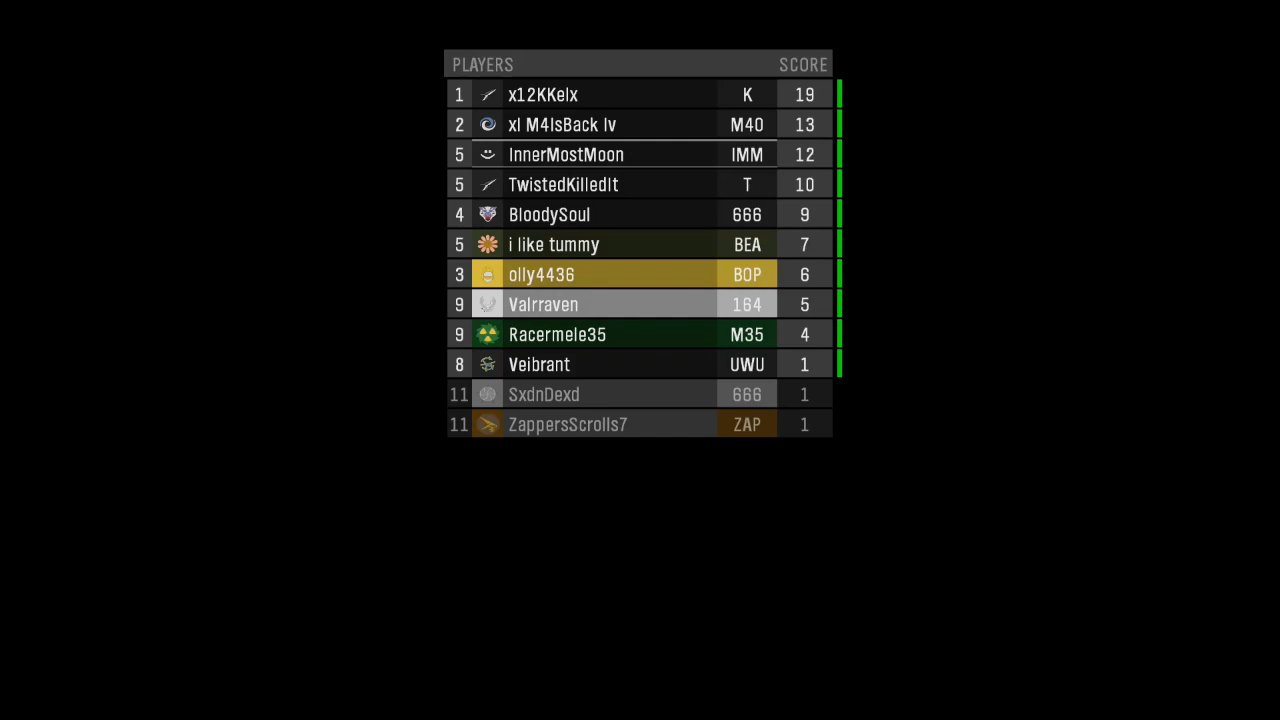 PLAYERS SCORE
1 x12KKelx K 19
2 xl M4IsBack lv M40 13
5 InnerMostMoon IMM 12
5 TwistedKilledIt T 10
4 BloodySoul 666 9
5 i like tummy BEA 7
3 olly4436 BOP 6
9 Valrraven 164 5
9 Racermele35 M35 4
8 Veibrant UWU 1
11 SxdnDexd 666 1
11 ZappersScrolls7 ZAP 1